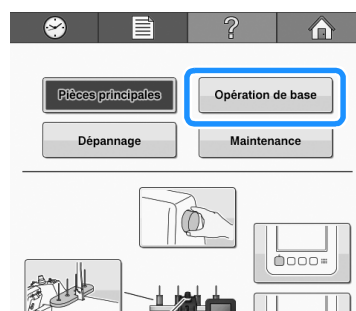 Pièces principales
Opération de base
Dépannage
Maintenance